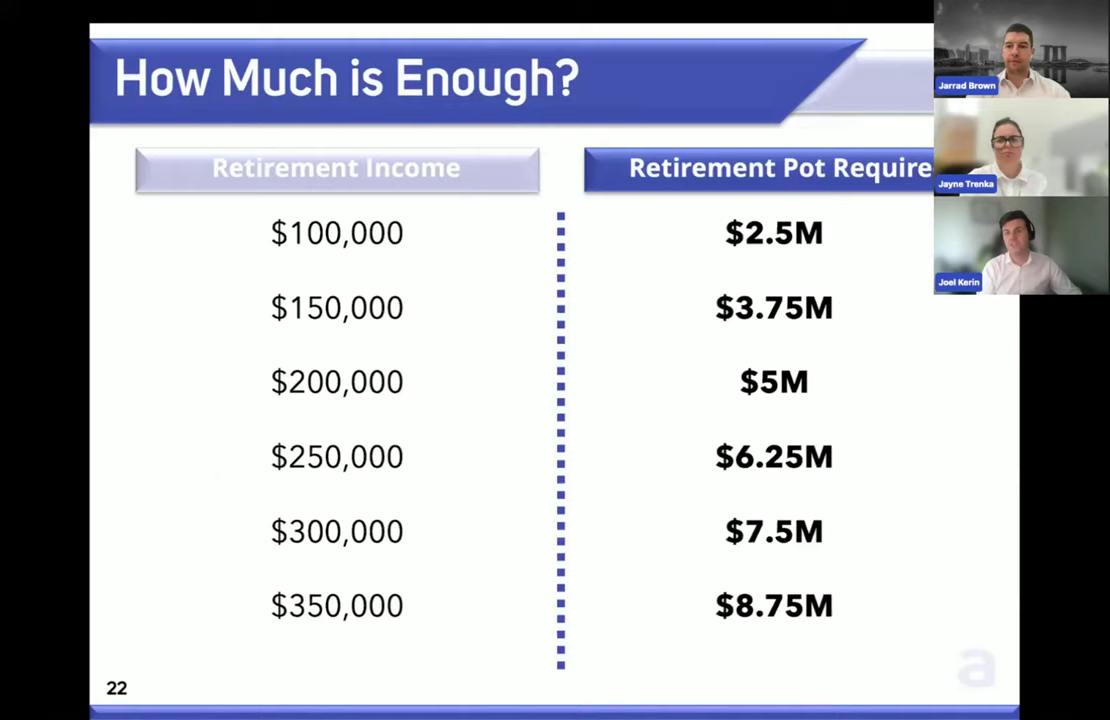 How Much is Enough?
Jarrad Brown
Retirement Income
Retirement Pot Require
Jayne Trenka
$100,000
$2.5M
Joel Kerin
$150,000
$3.75M
$200,000
$5M
$250,000
$6.25M
$300,000
$7.5M
$350,000
$8.75M
a
22